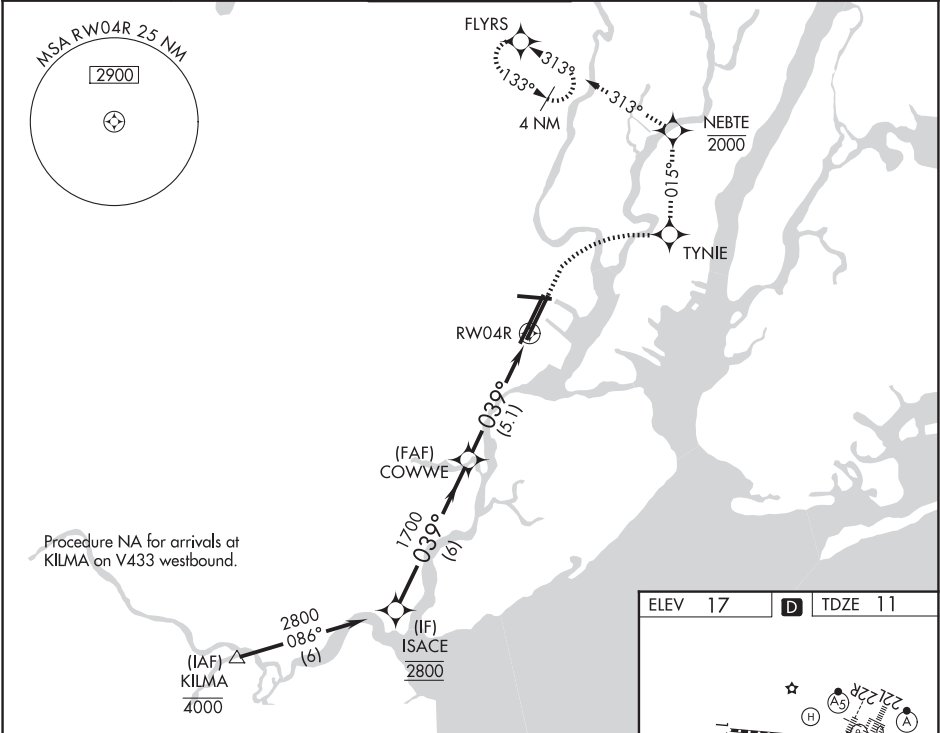 MSA RW04R 25 NM
2900
FLYRS
313°
133°
4 NM
313°
NEBTE
2000
015°
TYNIE
RW04R
039°
(5.1)
(FAF)
COWWE
1700
039°
(6)
Procedure NA for arrivals at
KILMA on V433 westbound.
2800
086°
(6)
(IAF)
KILMA
4000
(IF)
ISACE
2800
ELEV 17
D
TDZE 11
H
A5
22R
22L
A